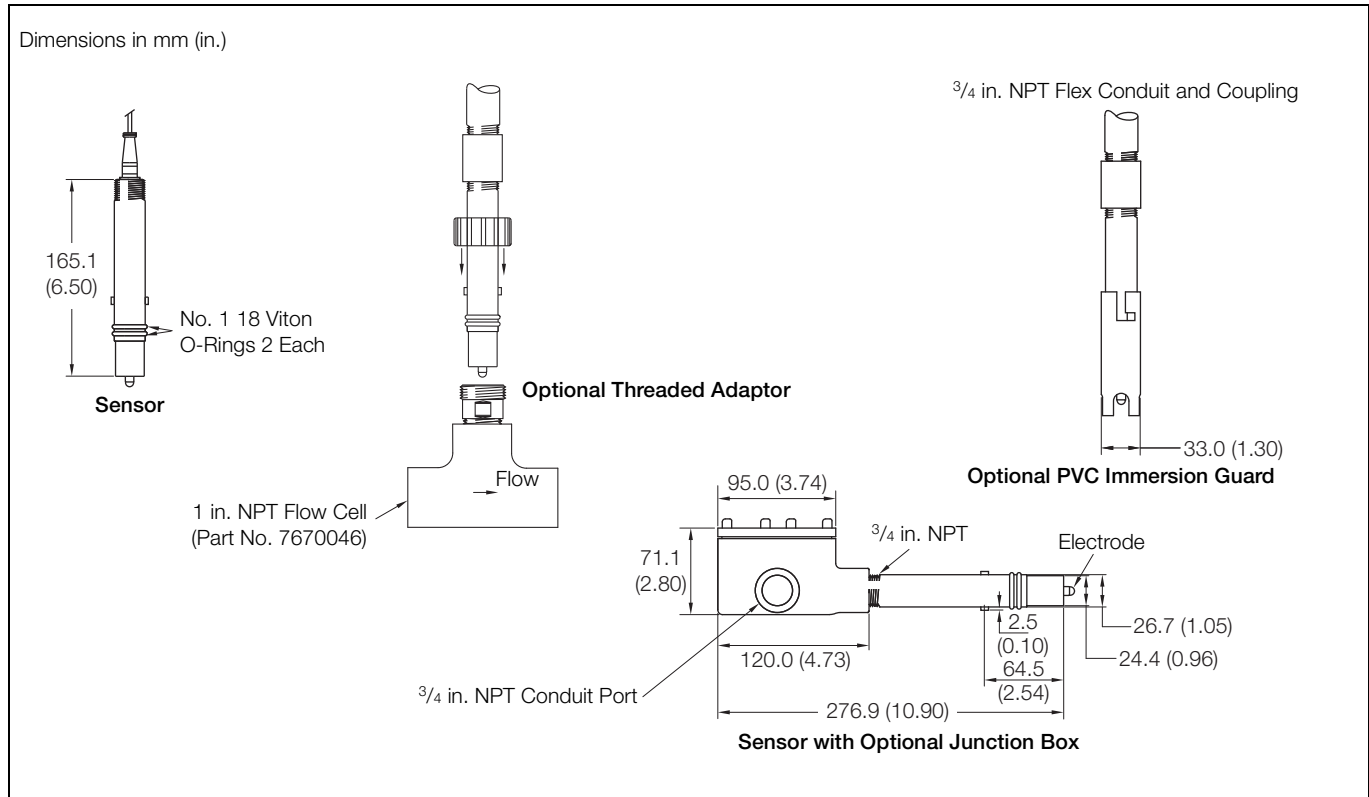 Dimensions in mm (in.)
165.1
(6.50)
No. 1 18 Viton
O-Rings 2 Each
Sensor
Optional Threaded Adaptor
Flow
1 in. NPT Flow Cell
(Part No. 7670046)
3/4 in. NPT Flex Conduit and Coupling
33.0 (1.30)
Optional PVC Immersion Guard
95.0 (3.74)
71.1
(2.80)
3/4 in. NPT
Electrode
2.5
(0.10)
26.7 (1.05)
24.4 (0.96)
120.0 (4.73)
64.5
(2.54)
3/4 in. NPT Conduit Port
276.9 (10.90)
Sensor with Optional Junction Box